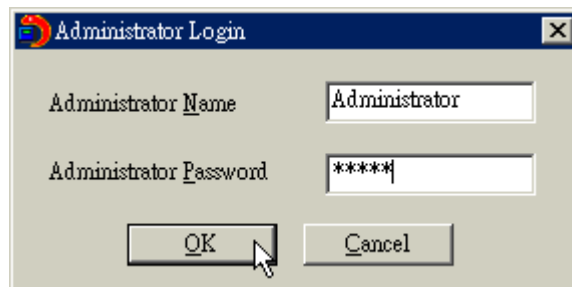 Administrator Login
Administrator Name Administrator
Administrator Password *****
OK Cancel